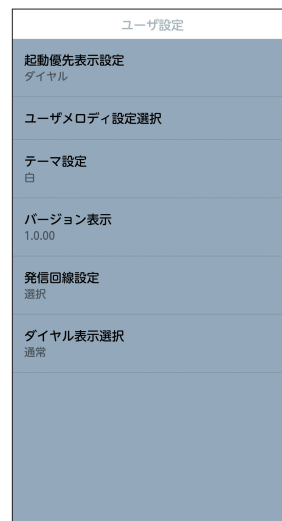 ユーザ設定
起動優先表示設定
ダイヤル
ユーザメロディ設定選択
テーマ設定
白
バージョン表示
1.0.00
発信回線設定
選択
ダイヤル表示選択
通常